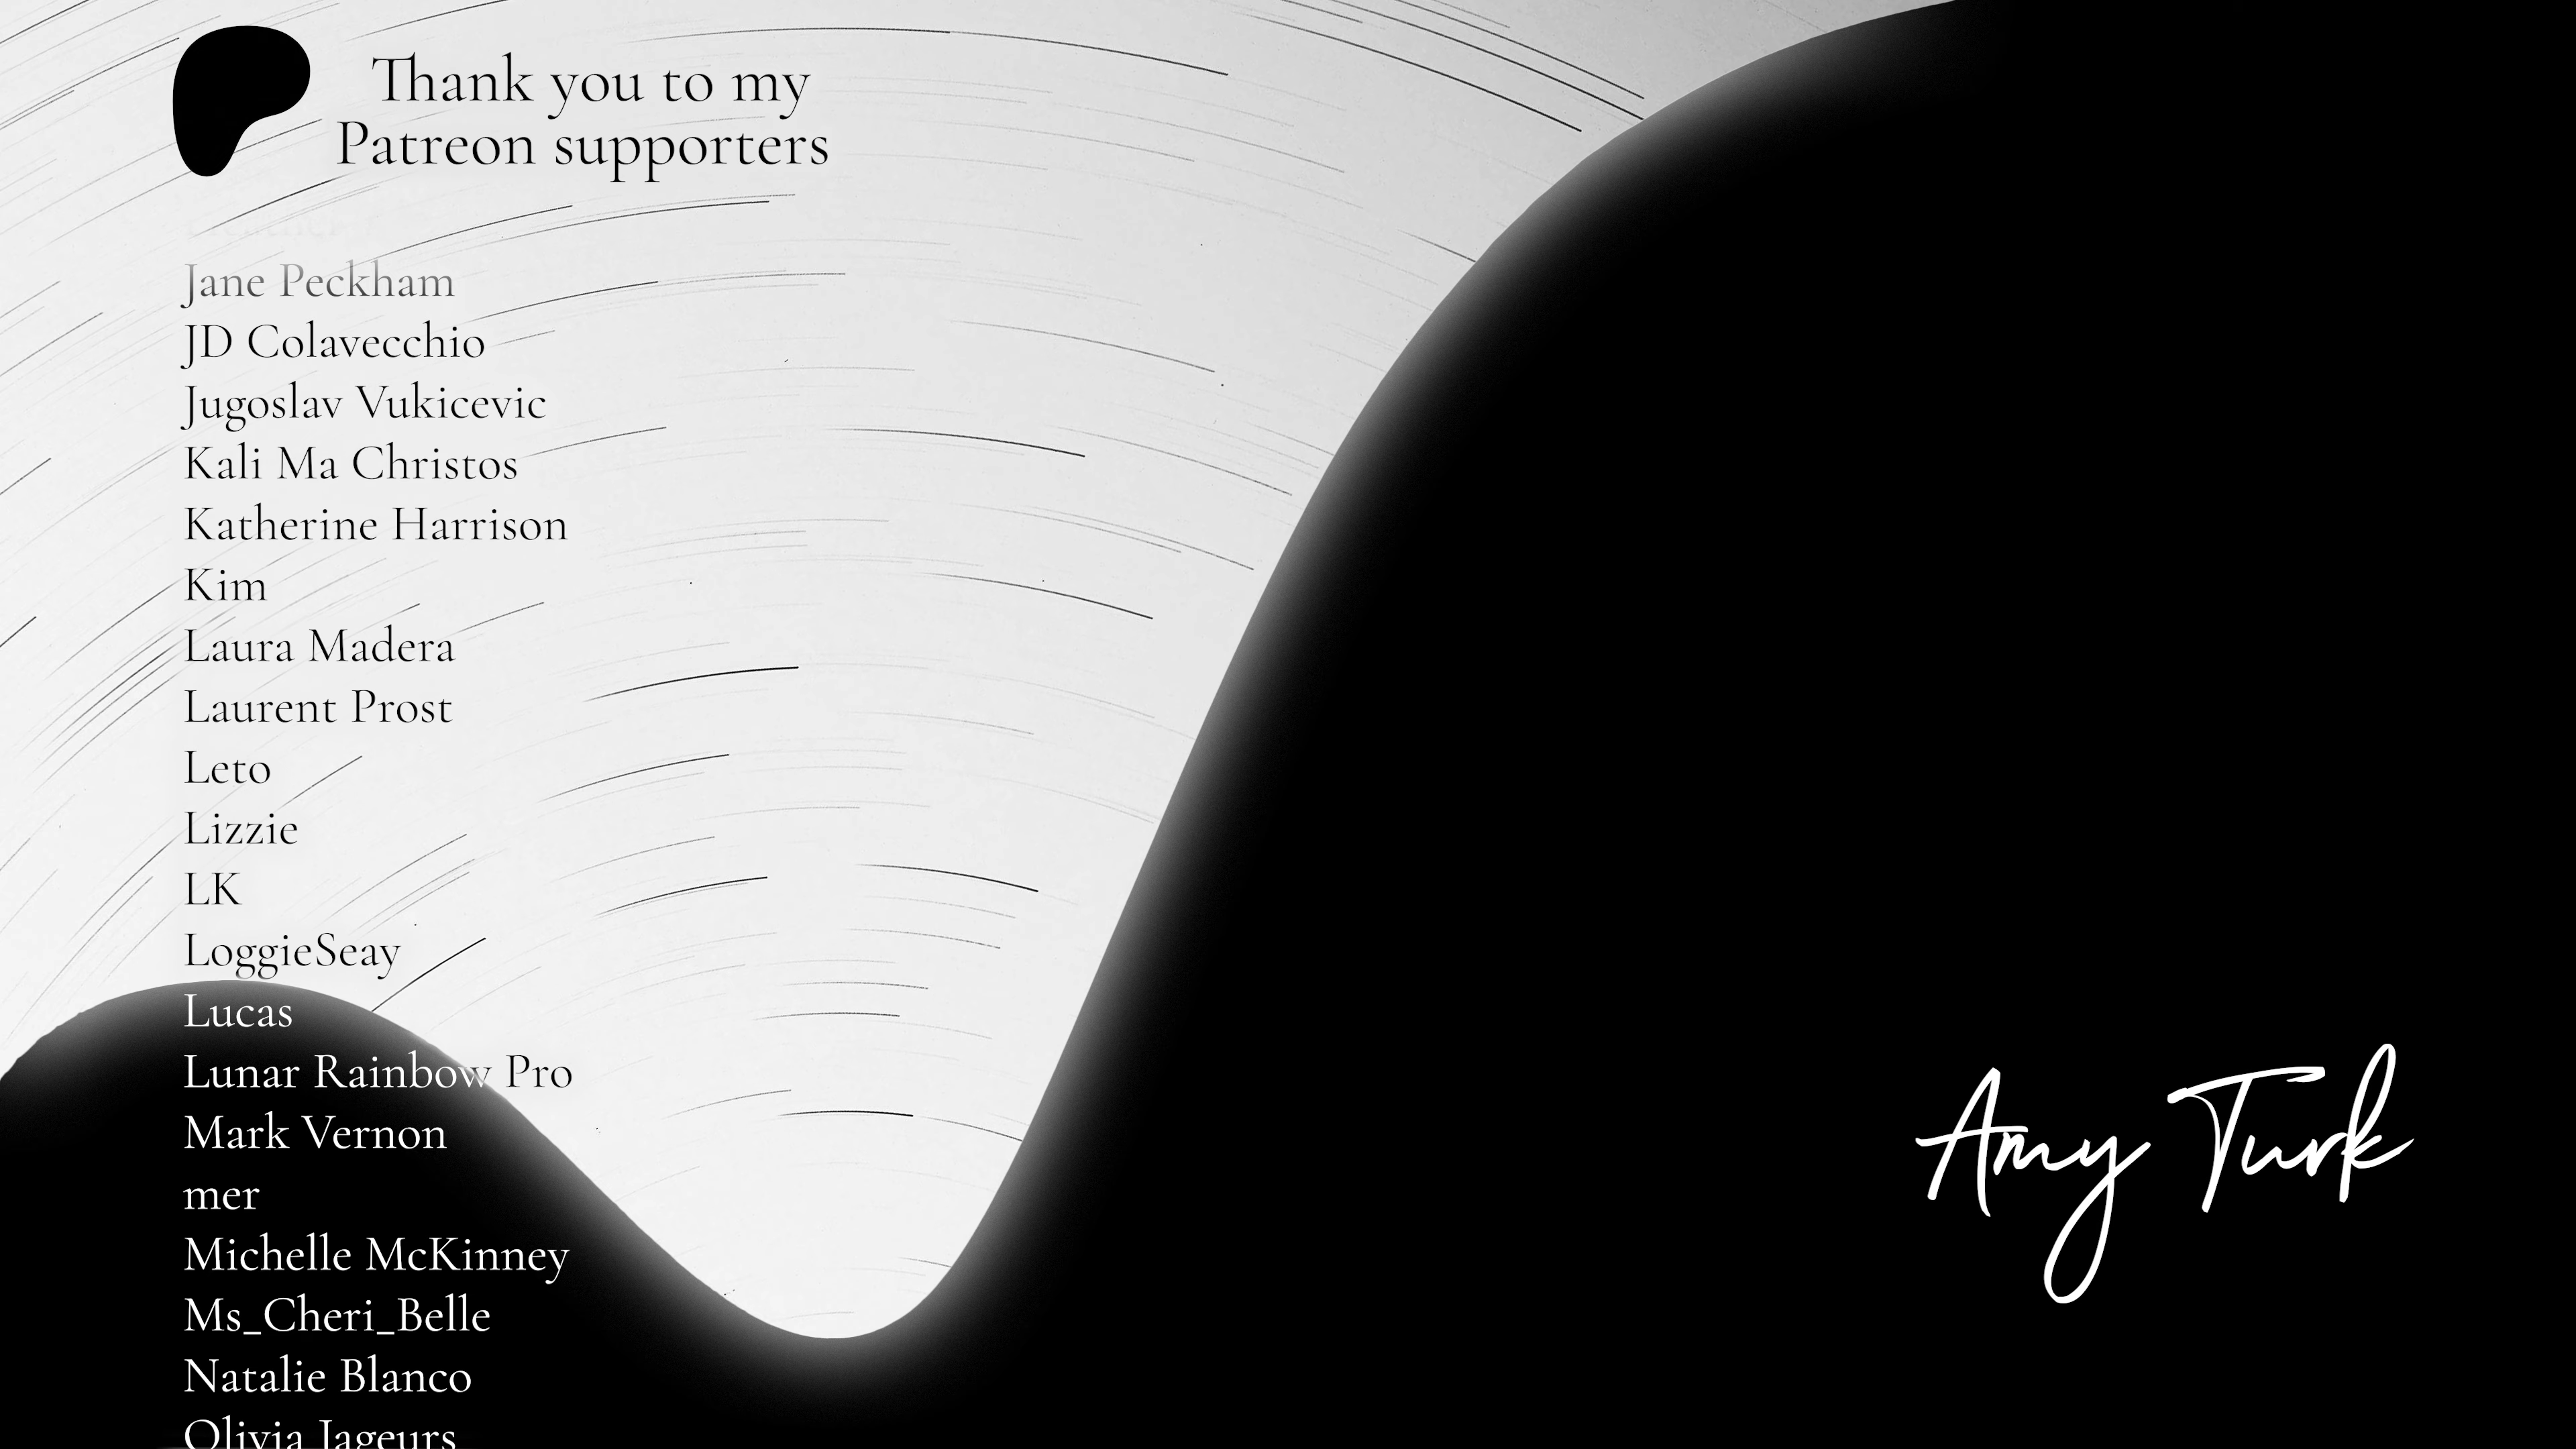 Thank you to my
Patreon supporters
Jane Peckham
JD Colavecchio
Jugoslav Vukicevic
Kali Ma Christos
Katherine Harrison
Kim
Laura Madera
Laurent Prost
Leto
Lizzie
LK
LoggieSeay
Lucas
Lunar Rainbow Pro
Mark Vernon
mer
Michelle McKinney
Ms_Cheri_Belle
Natalie Blanco
Olivia Jageurs
Amy Turk